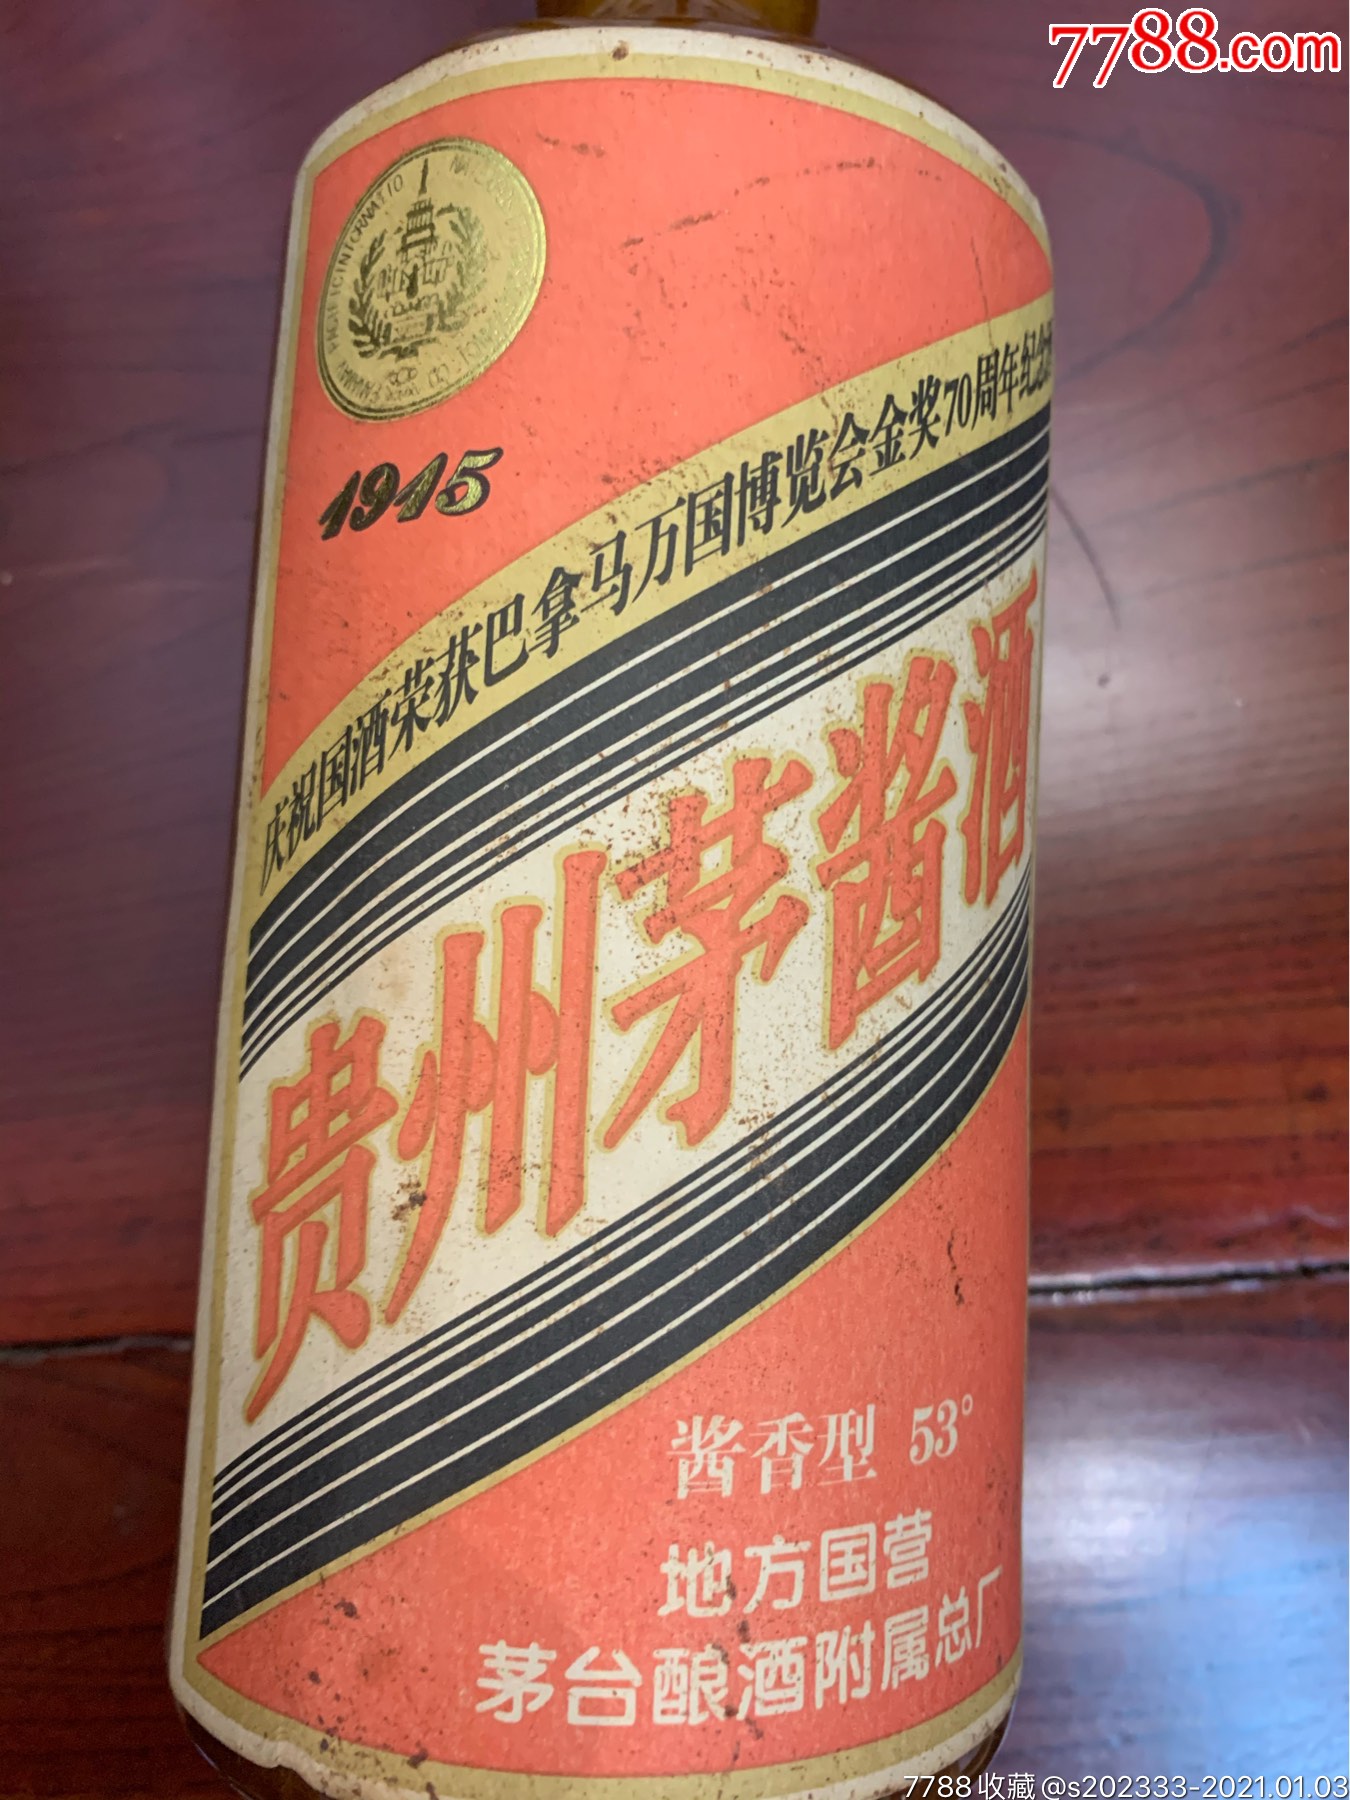 7788.com
1915
庆祝国酒荣获巴拿马万国博览会金奖70周年纪念
贵州茅酱酒
酱香型 53°
地方国营
茅台酿酒附属总厂
7788收藏@s202333-2021.01.03